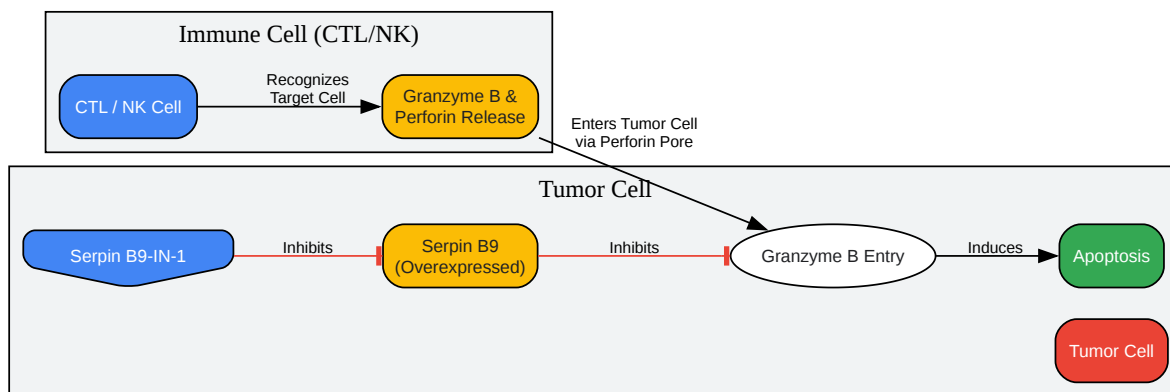 Immune Cell (CTL/NK)
CTL / NK Cell
Recognizes
Target Cell
Granzyme B &
Perforin Release
Enters Tumor Cell
via Perforin Pore
Tumor Cell
Serpin B9-IN-1
Inhibits
Serpin B9
(Overexpressed)
Inhibits
Granzyme B Entry
Induces
Apoptosis
Tumor Cell